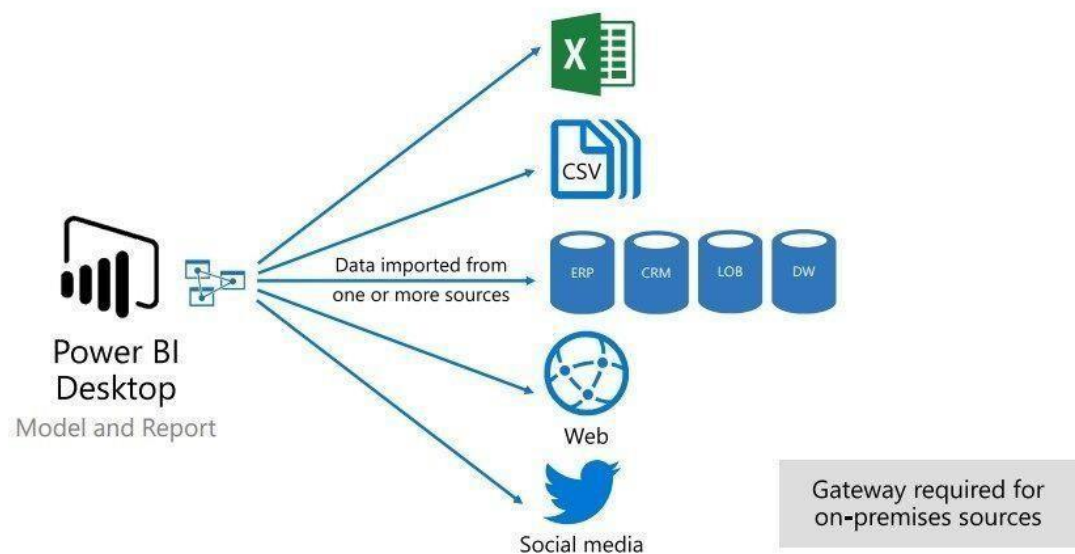 X
CSV
ERP
CRM
LOB
DW
Data imported from
one or more sources
Power BI
Desktop
Model and Report
Web
Social media
Gateway required for
on-premises sources